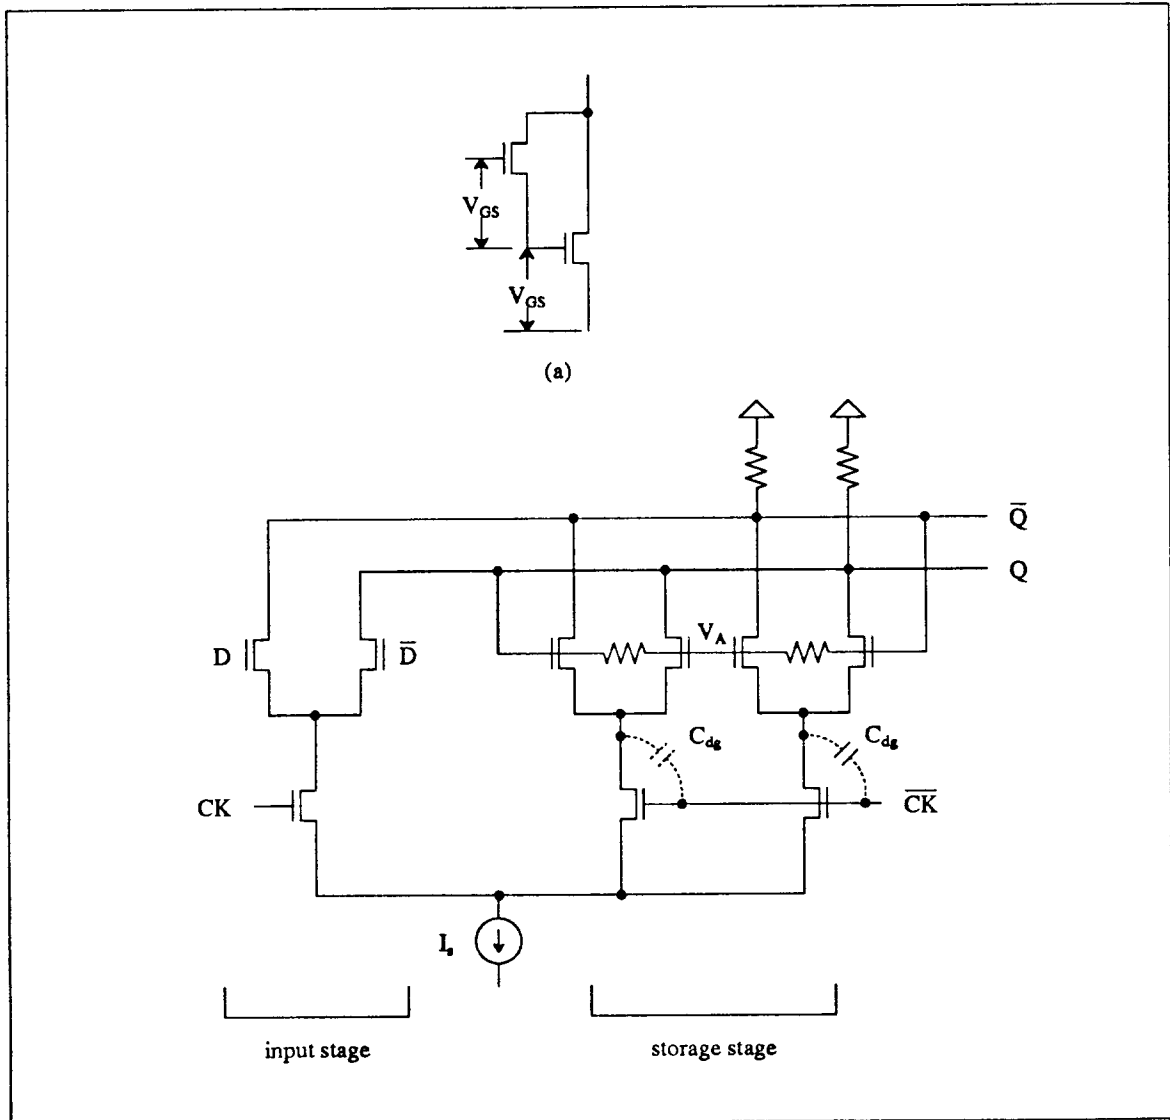 V_GS
V_GS
(a)
Q̅
Q
D
D̅
V_A
C_dg
C_dg
CK
C̅K̅
I_s
input stage
storage stage